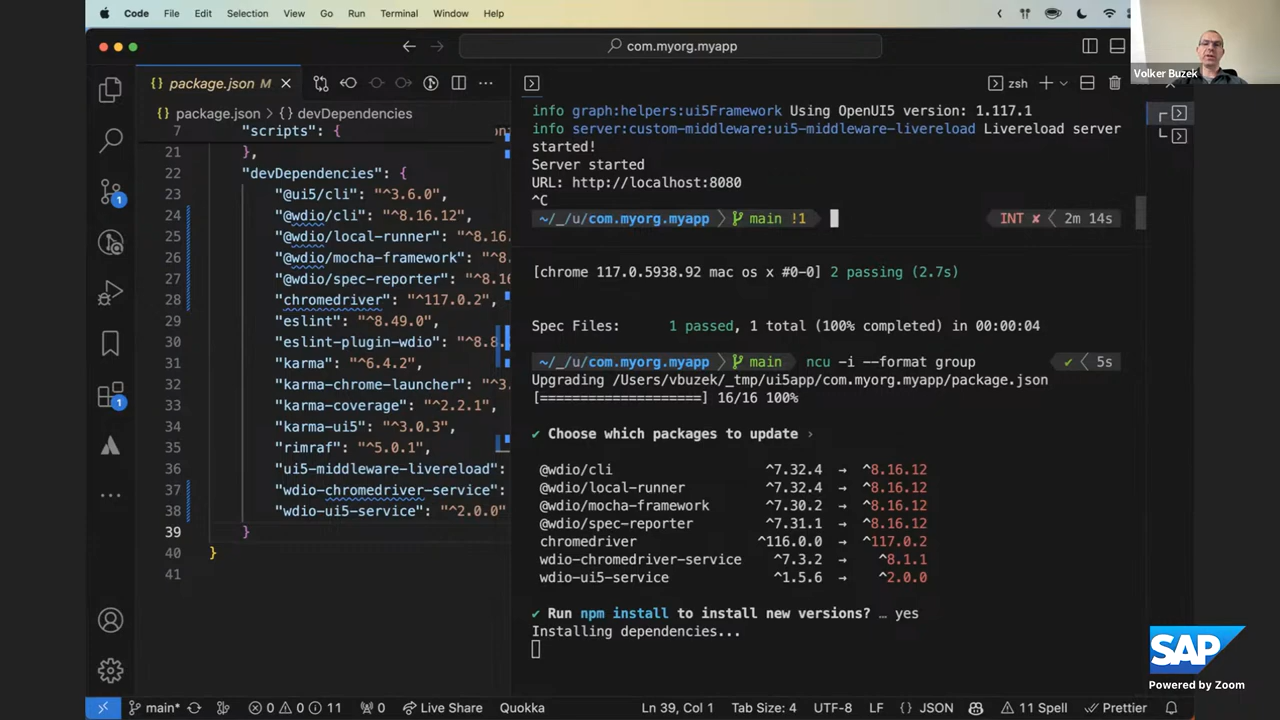 Code File Edit Selection View Go Run Terminal Window Help
com.myorg.myapp
Volker Buzek
{} package.json M
{} package.json > {} devDependencies
7 "scripts": {
21 },
22 "devDependencies": {
23 "@ui5/cli": "^3.6.0",
24 "@wdio/cli": "^8.16.12",
25 "@wdio/local-runner": "^8.16.
26 "@wdio/mocha-framework": "^8.
27 "@wdio/spec-reporter": "^8.16
28 "chromedriver": "^117.0.2",
29 "eslint": "^8.49.0",
30 "eslint-plugin-wdio": "^8.8.
31 "karma": "^6.4.2",
32 "karma-chrome-launcher": "^3.
33 "karma-coverage": "^2.2.1",
34 "karma-ui5": "^3.0.3",
35 "rimraf": "^5.0.1",
36 "ui5-middleware-livereload":
37 "wdio-chromedriver-service":
38 "wdio-ui5-service": "^2.0.0"
39 }
40 }
41
zsh
info graph:helpers:ui5Framework Using OpenUI5 version: 1.117.1
info server:custom-middleware:ui5-middleware-livereload Livereload server
started!
Server started
URL: http://localhost:8080
^C
~/_/u/com.myorg.myapp main !1 INT ✘ 2m 14s
[chrome 117.0.5938.92 mac os x #0-0] 2 passing (2.7s)
Spec Files: 1 passed, 1 total (100% completed) in 00:00:04
~/_/u/com.myorg.myapp main ncu -i --format group ✔ 5s
Upgrading /Users/vbuzek/_tmp/ui5app/com.myorg.myapp/package.json
[====================] 16/16 100%
✔ Choose which packages to update ›
@wdio/cli ^7.32.4 → ^8.16.12
@wdio/local-runner ^7.32.4 → ^8.16.12
@wdio/mocha-framework ^7.30.2 → ^8.16.12
@wdio/spec-reporter ^7.31.1 → ^8.16.12
chromedriver ^116.0.0 → ^117.0.2
wdio-chromedriver-service ^7.3.2 → ^8.1.1
wdio-ui5-service ^1.5.6 → ^2.0.0
✔ Run npm install to install new versions? … yes
Installing dependencies...
1
1
SAP
Powered by Zoom
main* 0 0 11 0 Live Share Quokka Ln 39, Col 1 Tab Size: 4 UTF-8 LF {} JSON 11 Spell Prettier